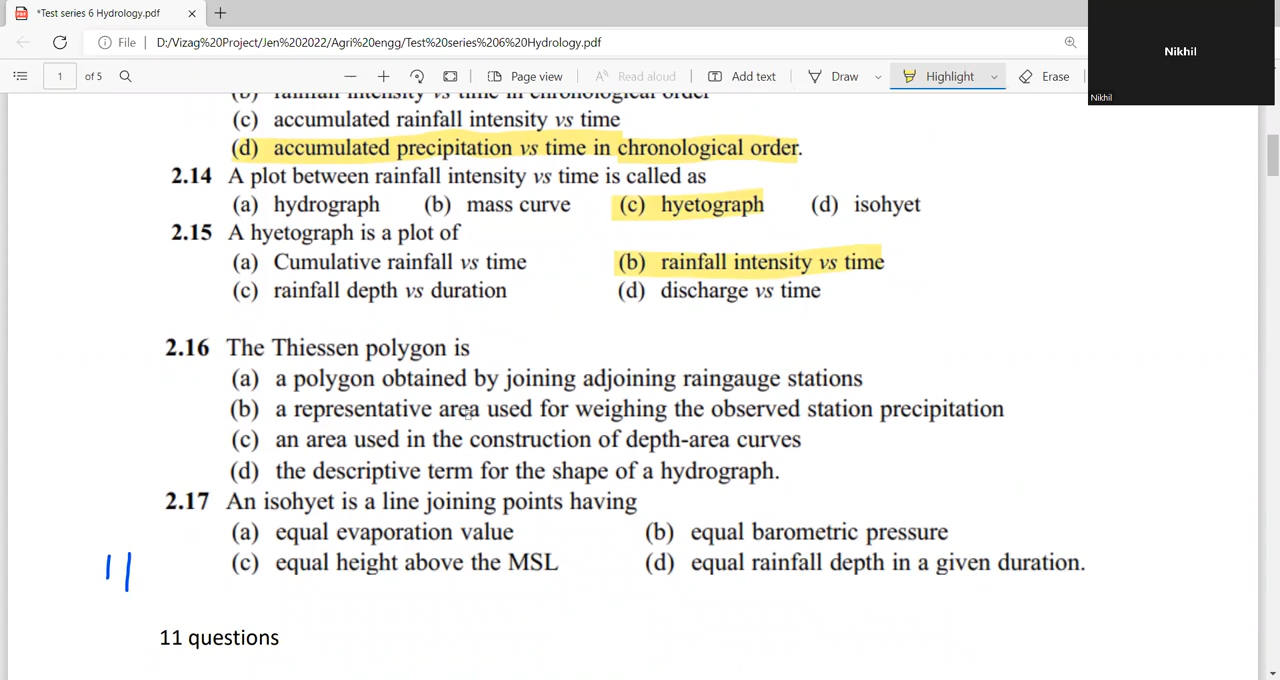 *Test series 6 Hydrology.pdf
File D:/Vizag%20Project/Jen%202022/Agri%20engg/Test%20series%206%20Hydrology.pdf
1 of 5 Page view Read aloud Add text Draw Highlight Erase
Nikhil
Nikhil
(b) rainfall intensity vs time in chronological order
(c) accumulated rainfall intensity vs time
(d) accumulated precipitation vs time in chronological order.
2.14 A plot between rainfall intensity vs time is called as
(a) hydrograph (b) mass curve (c) hyetograph (d) isohyet
2.15 A hyetograph is a plot of
(a) Cumulative rainfall vs time (b) rainfall intensity vs time
(c) rainfall depth vs duration (d) discharge vs time
2.16 The Thiessen polygon is
(a) a polygon obtained by joining adjoining raingauge stations
(b) a representative area used for weighing the observed station precipitation
(c) an area used in the construction of depth-area curves
(d) the descriptive term for the shape of a hydrograph.
2.17 An isohyet is a line joining points having
(a) equal evaporation value (b) equal barometric pressure
(c) equal height above the MSL (d) equal rainfall depth in a given duration.
11
11 questions